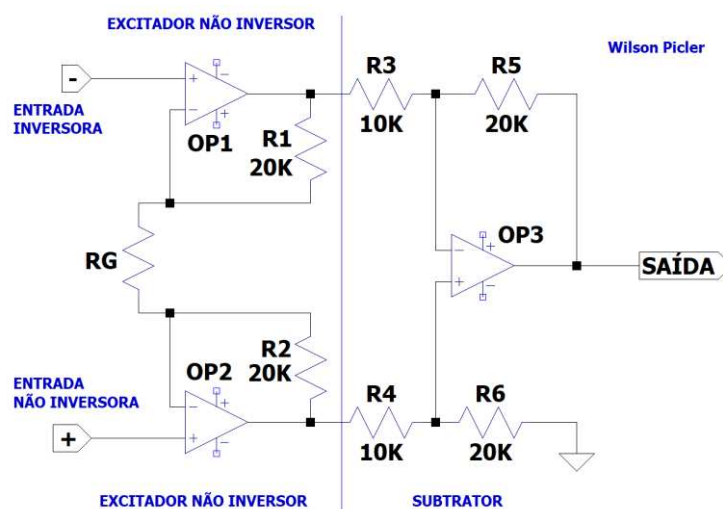 EXCITADOR NÃO INVERSOR
Wilson Picler
-
ENTRADA
INVERSORA
+
−
−
+
OP1
R1
20K
R3
10K
R5
20K
RG
−
+
+
−
OP3
SAÍDA
ENTRADA
NÃO INVERSORA
+
OP2
−
+
+
−
R2
20K
R4
10K
R6
20K
EXCITADOR NÃO INVERSOR
SUBTRATOR